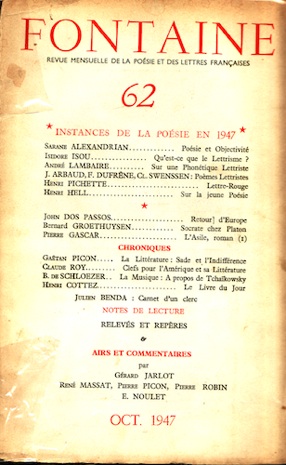 FONTAINE
REVUE MENSUELLE DE LA POÉSIE ET DES LETTRES FRANÇAISES
62
* INSTANCES DE LA POÉSIE EN 1947 *
SARANE ALEXANDRIAN............ Poésie et Objectivité
ISIDORE ISOU............ Qu'est-ce que le Lettrisme ?
ANDRÉ LAMBAIRE............ Sur une Phonétique Lettriste
J. ARBAUD, F. DUFRÊNE, CL. SWENSSEN : Poèmes Lettristes
HENRI PICHETTE............ Lettre-Rouge
HENRI HELL............ Sur la jeune Poésie
*
JOHN DOS PASSOS............ Retour] d'Europe
BERNARD GROETHUYSEN............ Socrate chez Platon
PIERRE GASCAR............ L'Asile, roman (1)
CHRONIQUES
GAËTAN PICON..... La Littérature : Sade et l'Indifférence
CLAUDE ROY..... Clefs pour l'Amérique et sa Littérature
B. DE SCHLOEZER.. La Musique : A propos de Tchaïkowsky
HENRI COTTEZ............ Le Livre du Jour
JULIEN BENDA : Carnet d'un clerc
NOTES DE LECTURE
RELEVÉS ET REPÈRES
&
AIRS ET COMMENTAIRES
par
GÉRARD JARLOT
RENÉ MASSAT, PIERRE PICON, PIERRE ROBIN
E. NOULET
OCT. 1947